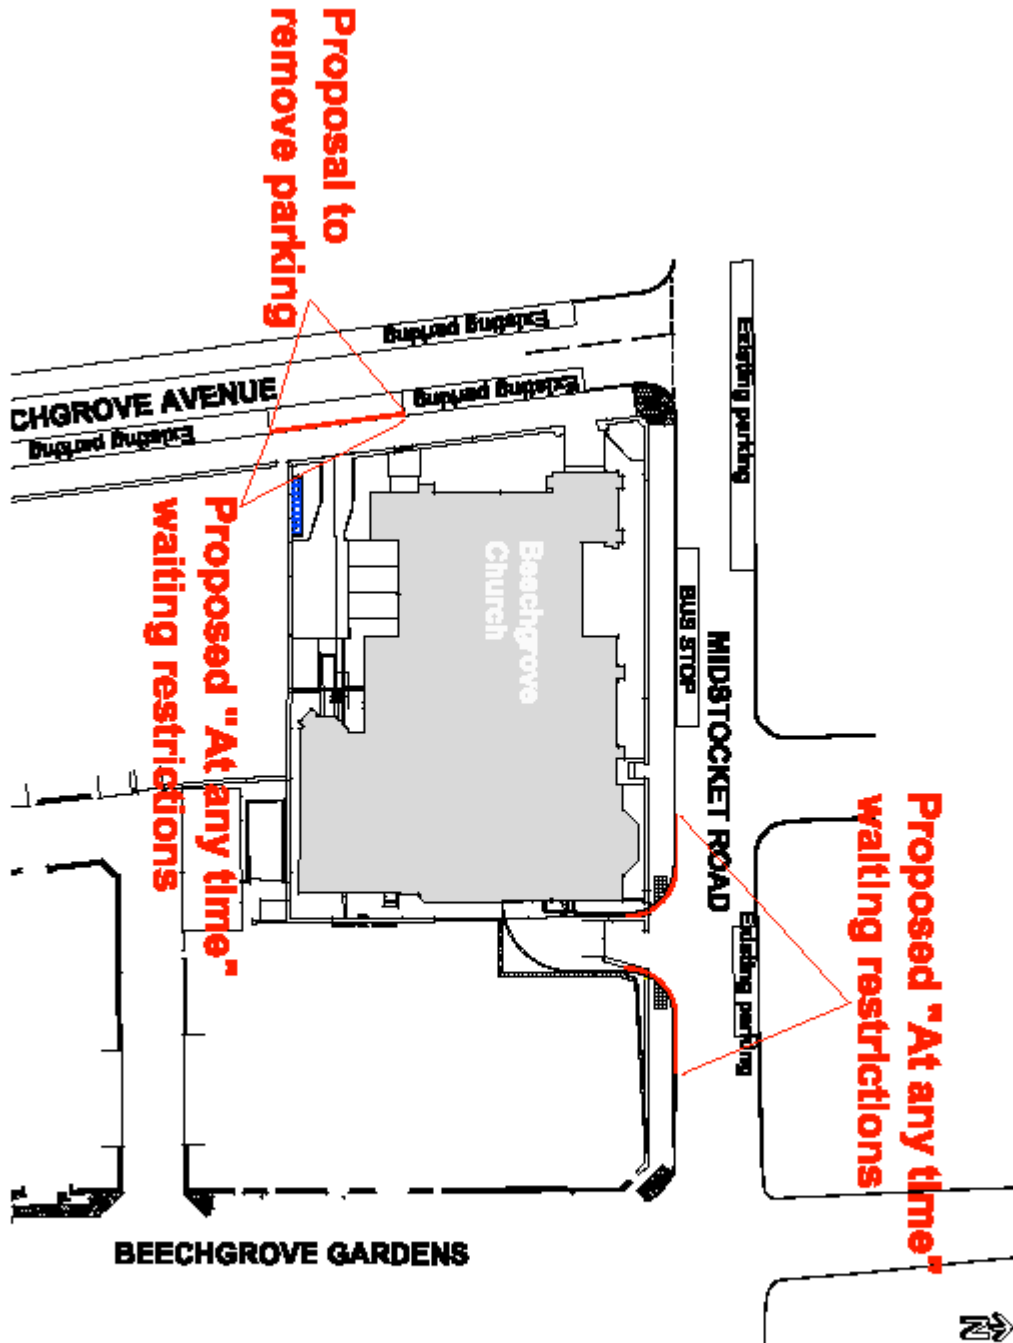 Proposal to
remove parking
Existing parking
Existing parking
CHGROVE AVENUE
Existing parking
Existing parking
Proposed "At any time"
waiting restrictions
Beechgrove
Church
BUS STOP
MIDSTOCKET ROAD
Proposed "At any time"
waiting restrictions
Existing parking
BEECHGROVE GARDENS
N